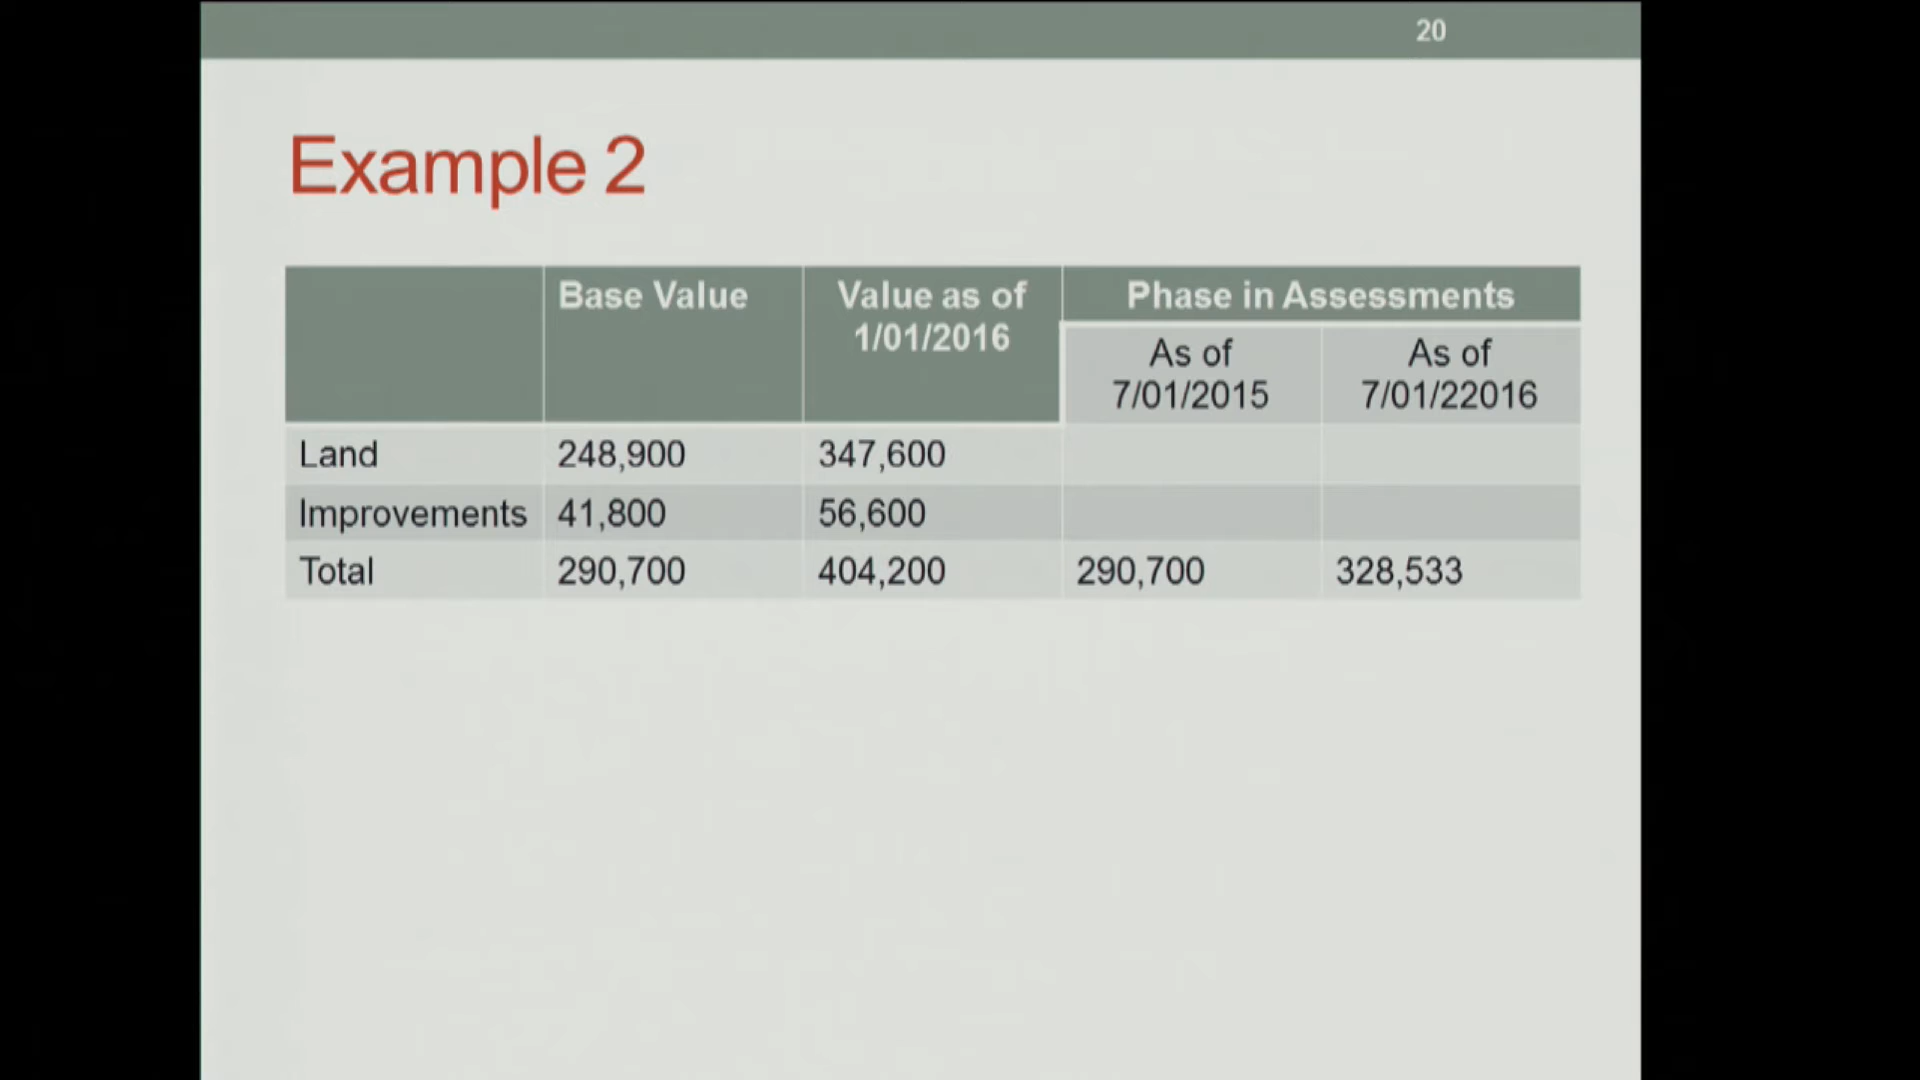 20
Example 2
Base Value
Value as of
1/01/2016
Phase in Assessments
As of
7/01/2015
As of
7/01/22016
Land 248,900 347,600
Improvements 41,800 56,600
Total 290,700 404,200 290,700 328,533